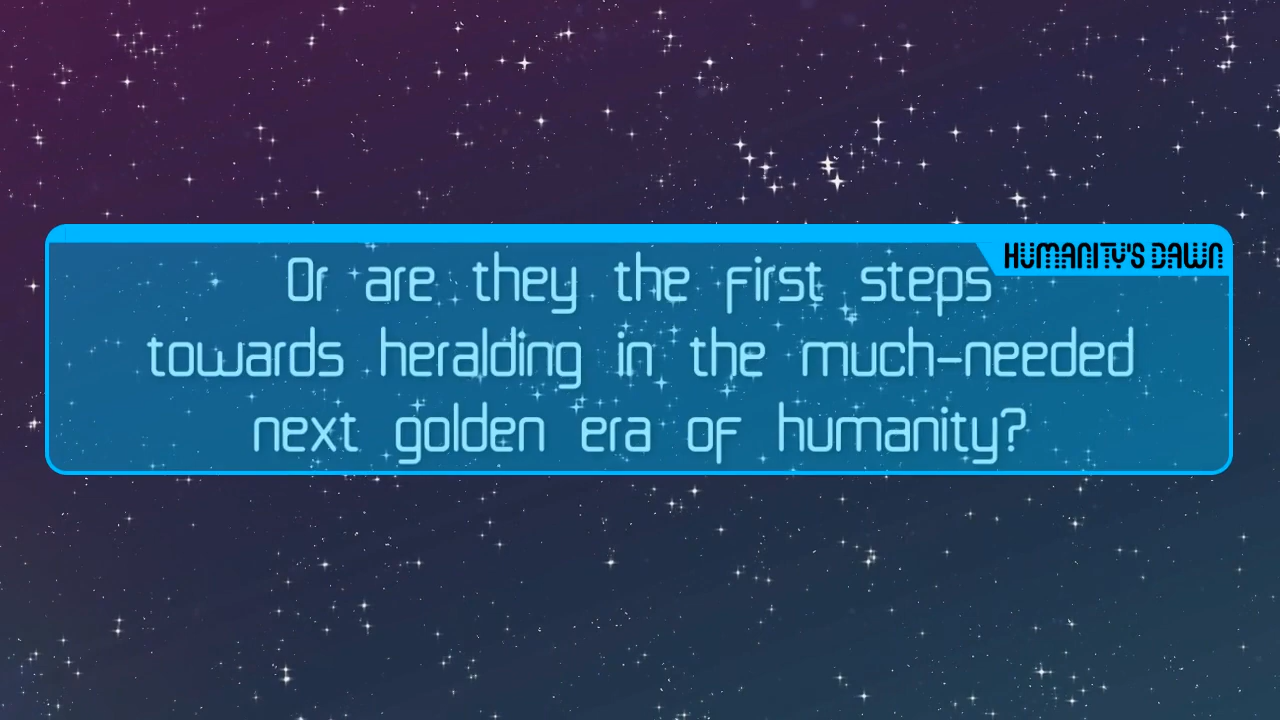 HUMANITY'S DAWN
Or are they the first steps
towards heralding in the much-needed
next golden era of humanity?